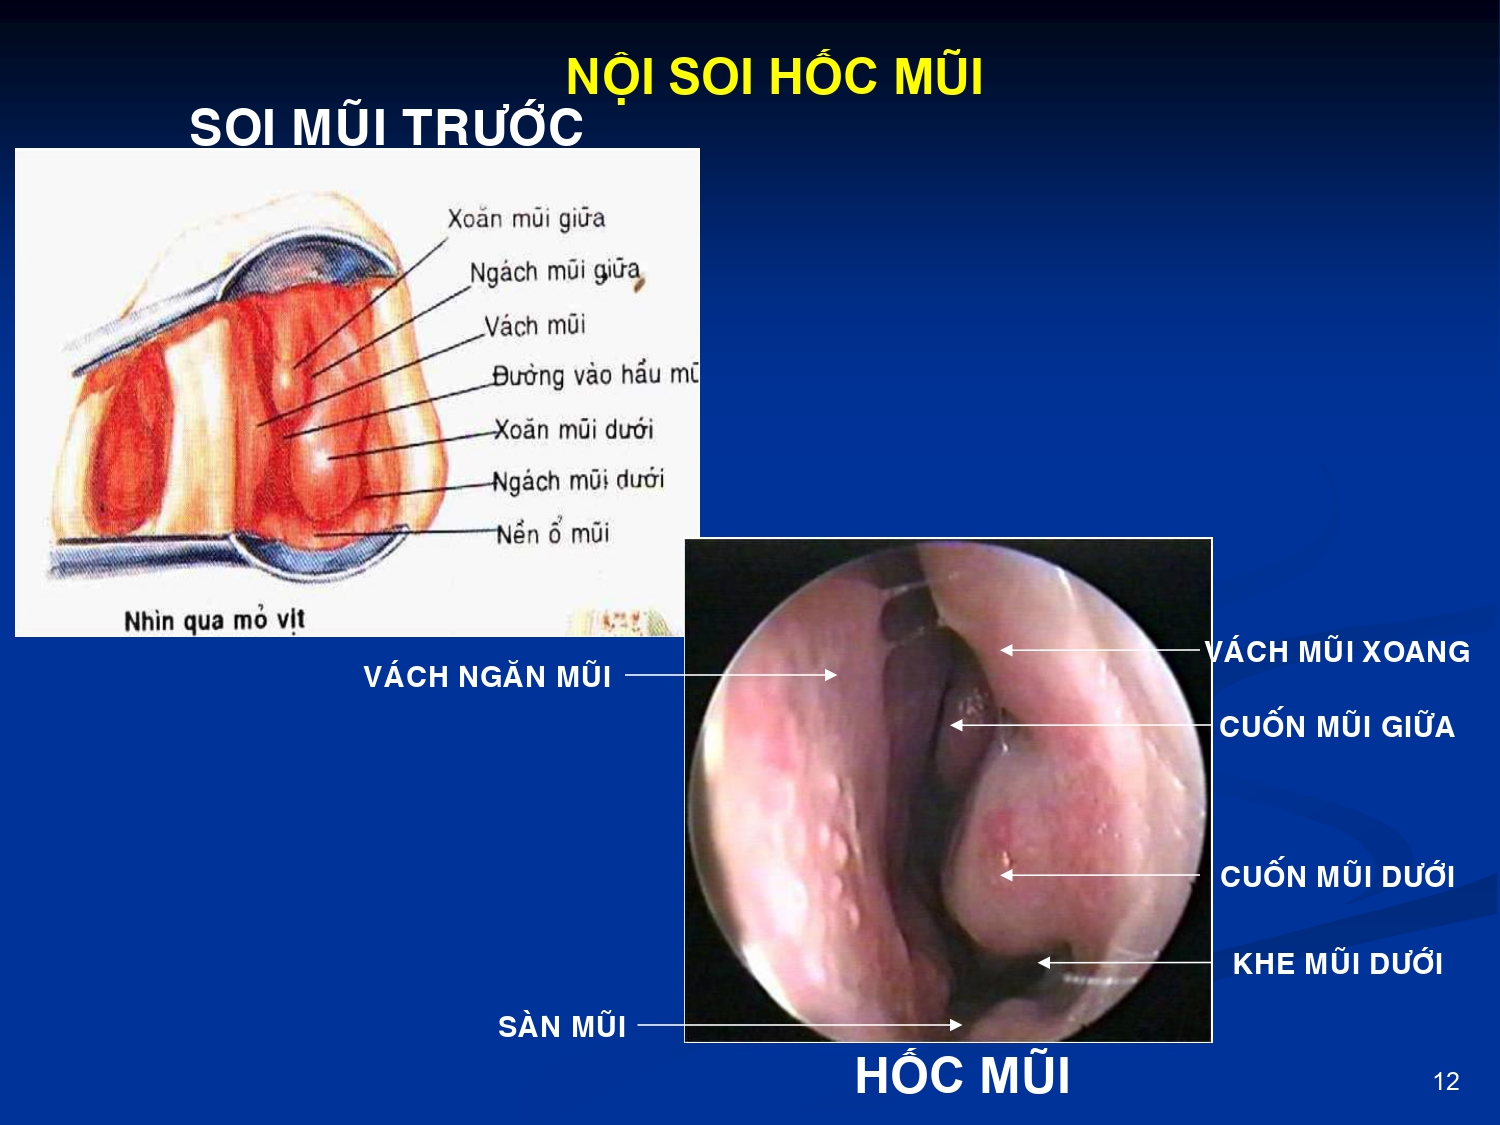 NỘI SOI HỐC MŨI
SOI MŨI TRƯỚC
Xoăn mũi giữa
Ngách mũi giữa
Vách mũi
Đường vào hầu mũ
Xoăn mũi dưới
Ngách mũi dưới
Nền ổ mũi
Nhìn qua mỏ vịt
VÁCH NGĂN MŨI
VÁCH MŨI XOANG
CUỐN MŨI GIỮA
CUỐN MŨI DƯỚI
KHE MŨI DƯỚI
SÀN MŨI
HỐC MŨI
12